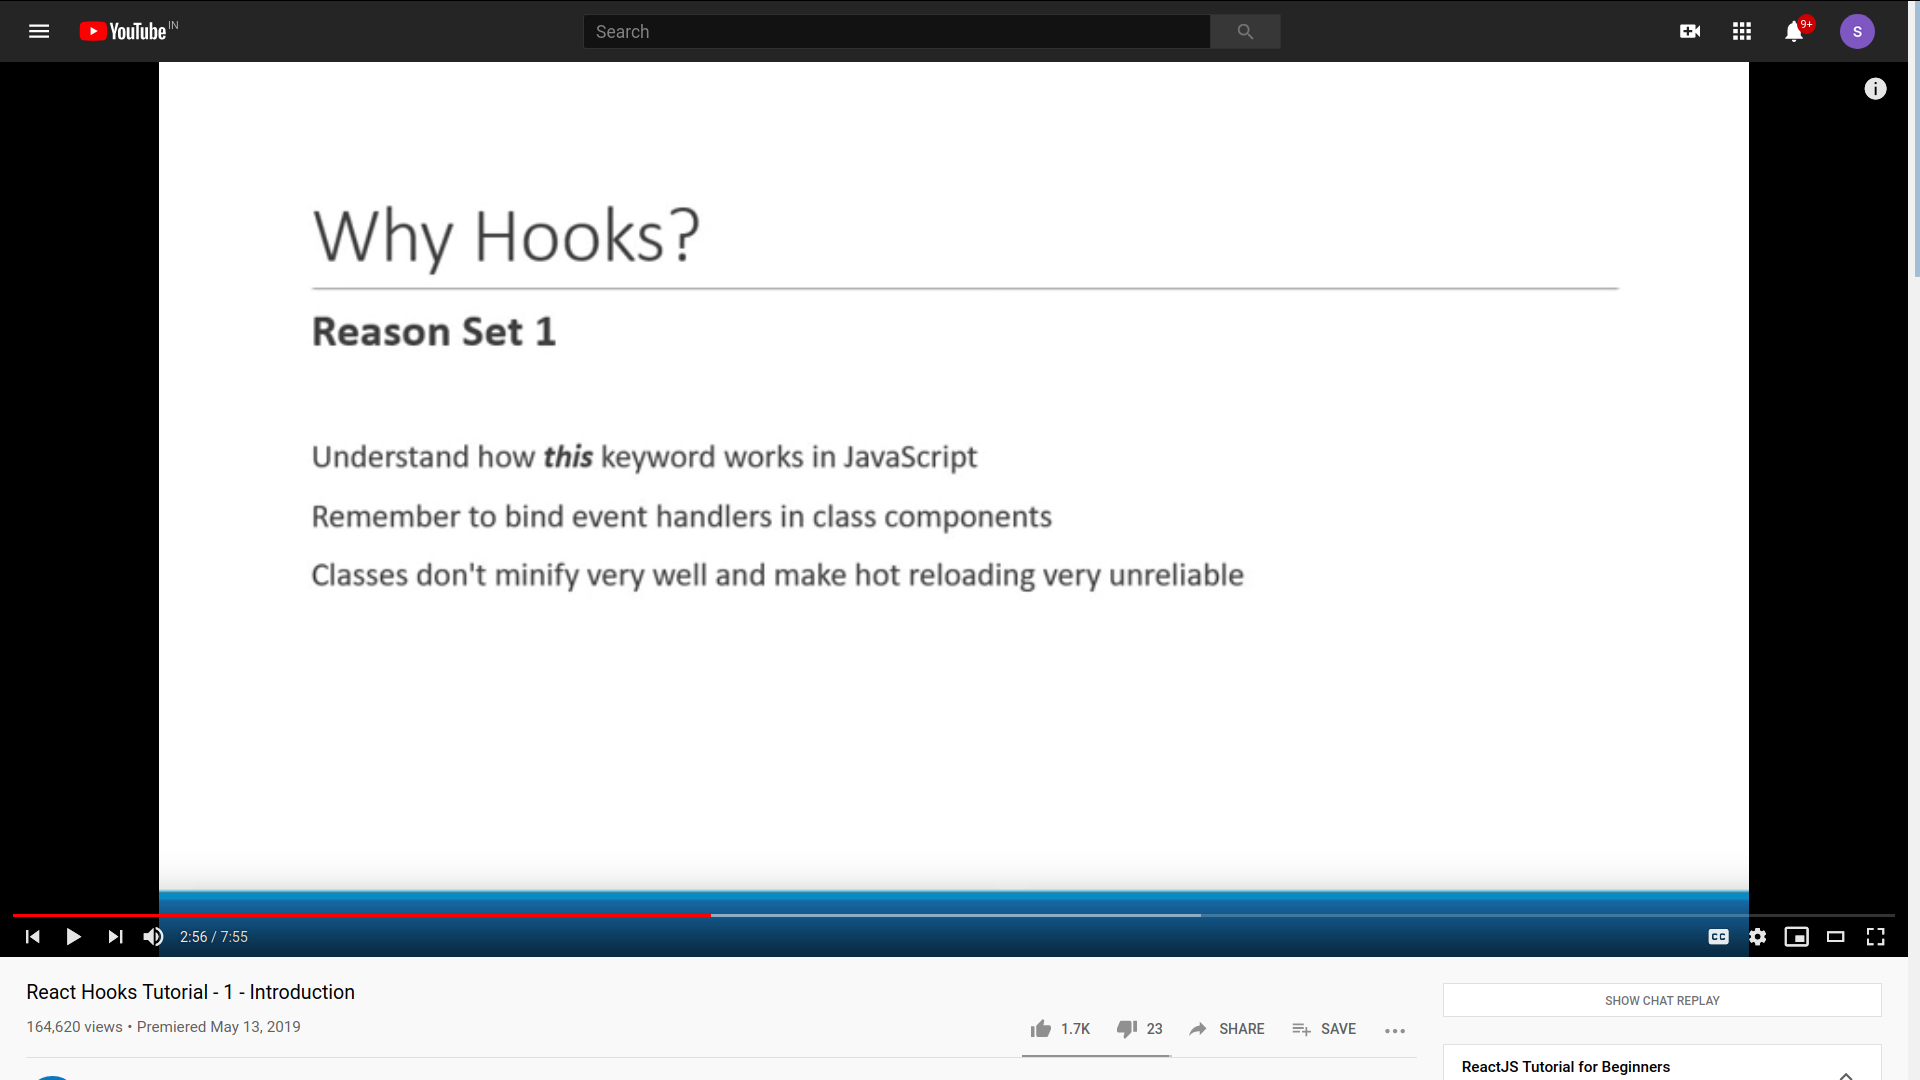 YouTube IN
Search
9+
S
Why Hooks?
Reason Set 1
Understand how this keyword works in JavaScript
Remember to bind event handlers in class components
Classes don't minify very well and make hot reloading very unreliable
2:56 / 7:55
CC
React Hooks Tutorial - 1 - Introduction
164,620 views • Premiered May 13, 2019
1.7K
23
SHARE
SAVE
SHOW CHAT REPLAY
ReactJS Tutorial for Beginners